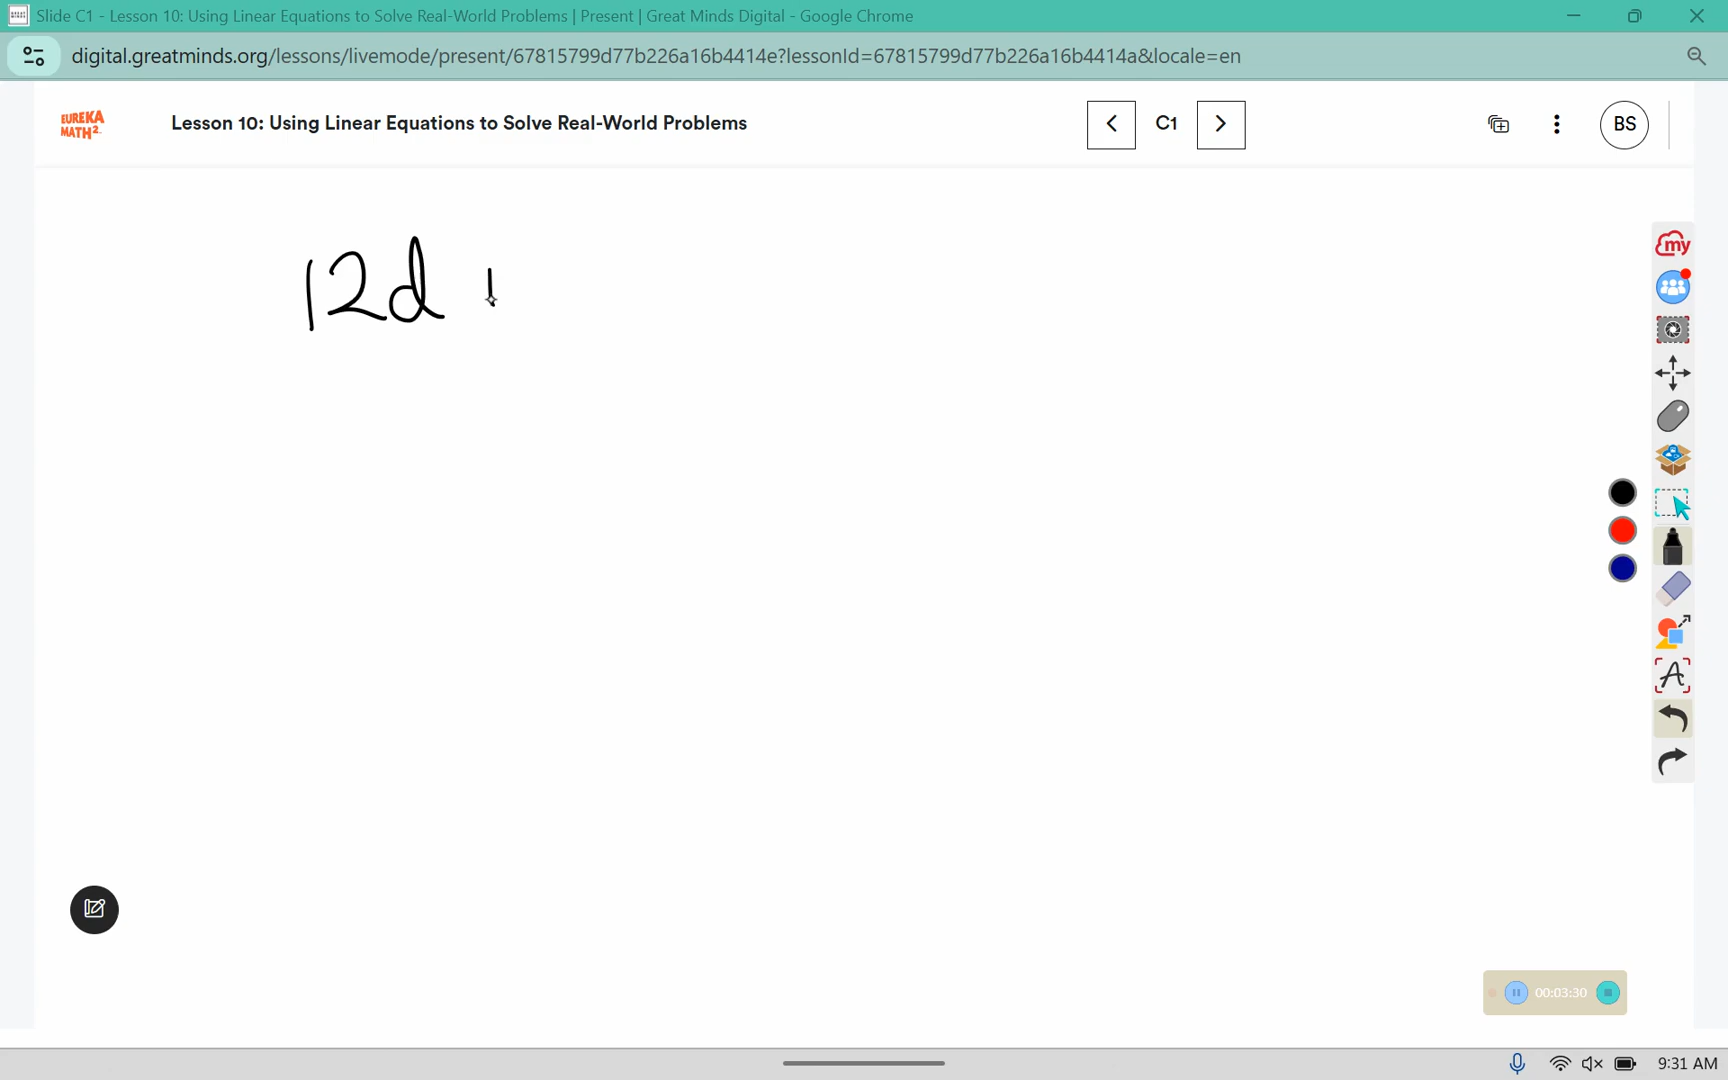 Slide C1 - Lesson 10: Using Linear Equations to Solve Real-World Problems | Present | Great Minds Digital - Google Chrome
digital.greatminds.org/lessons/livemode/present/67815799d77b226a16b4414e?lessonId=67815799d77b226a16b4414a&locale=en
EUREKA
MATH²
Lesson 10: Using Linear Equations to Solve Real-World Problems
C1
BS
my
12d
A
00:03:30
9:31 AM